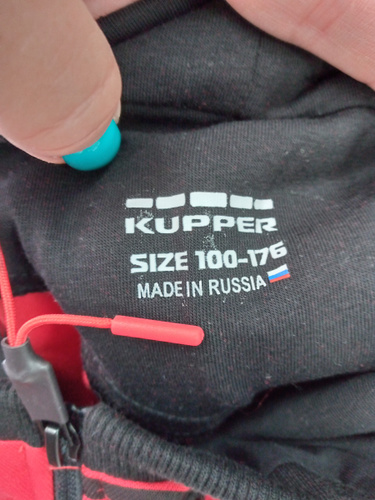 KUPPER
SIZE 100-176
MADE IN RUSSIA